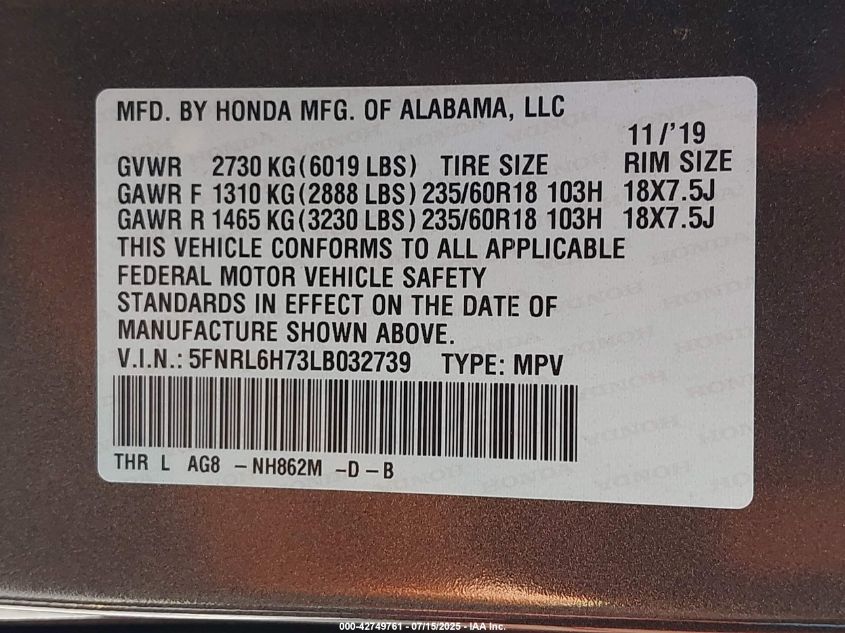 MFD. BY HONDA MFG. OF ALABAMA, LLC
11/'19
GVWR 2730 KG(6019 LBS) TIRE SIZE RIM SIZE
GAWR F 1310 KG(2888 LBS) 235/60R18 103H 18X7.5J
GAWR R 1465 KG(3230 LBS) 235/60R18 103H 18X7.5J
THIS VEHICLE CONFORMS TO ALL APPLICABLE
FEDERAL MOTOR VEHICLE SAFETY
STANDARDS IN EFFECT ON THE DATE OF
MANUFACTURE SHOWN ABOVE.
V.I.N.: 5FNRL6H73LB032739 TYPE: MPV
THR L AG8 -NH862M -D-B
000-42749761 - 07/15/2025 - IAA Inc.